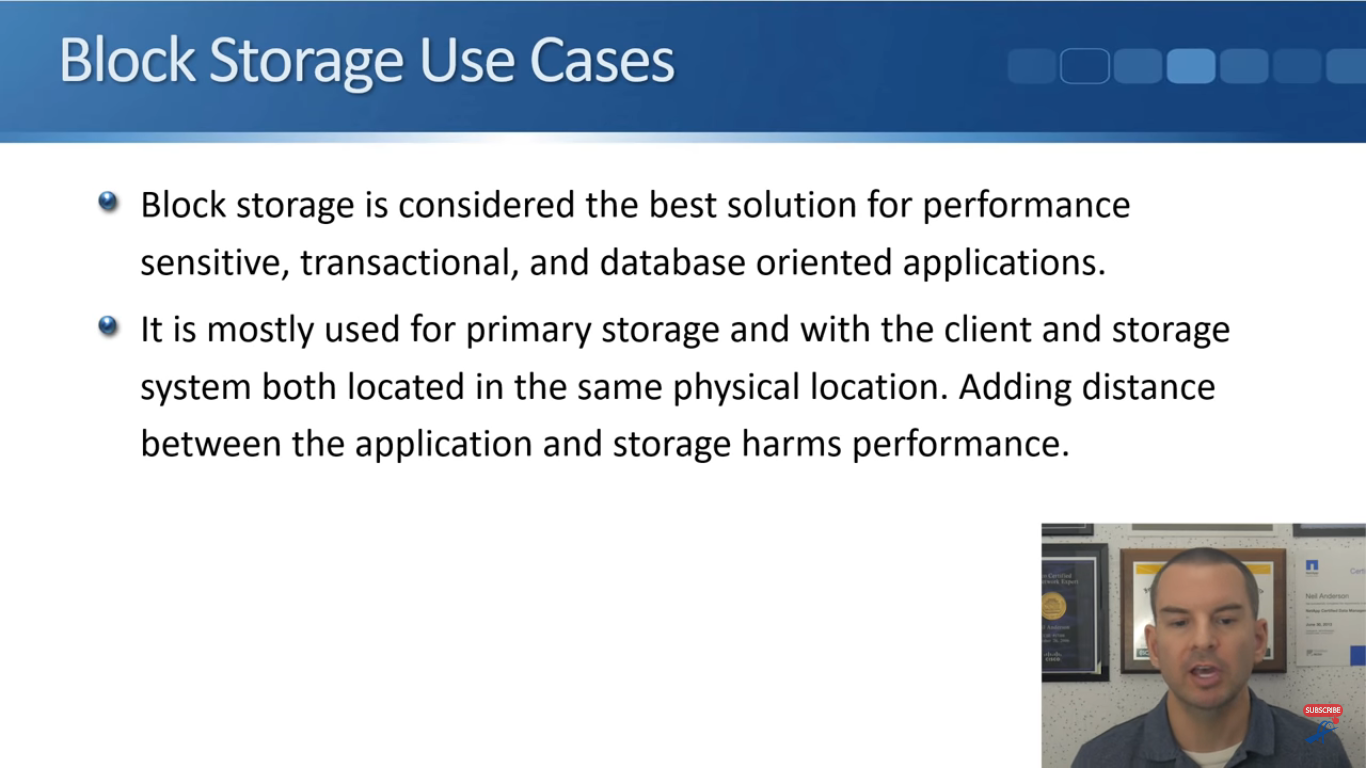 Block Storage Use Cases
Block storage is considered the best solution for performance
sensitive, transactional, and database oriented applications.
It is mostly used for primary storage and with the client and storage
system both located in the same physical location. Adding distance
between the application and storage harms performance.
Neil Anderson
SUBSCRIBE